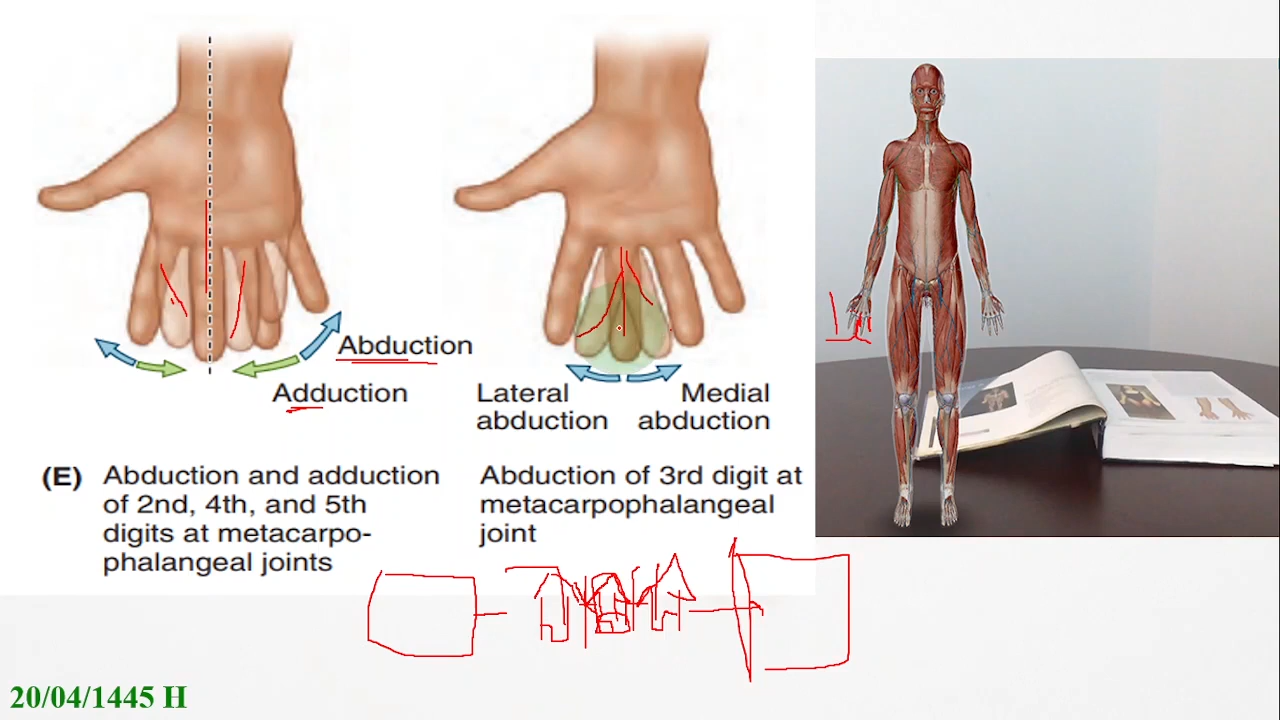 Abduction
Adduction
Lateral
abduction
Medial
abduction
(E) Abduction and adduction
of 2nd, 4th, and 5th
digits at metacarpo-
phalangeal joints
Abduction of 3rd digit at
metacarpophalangeal
joint
20/04/1445 H